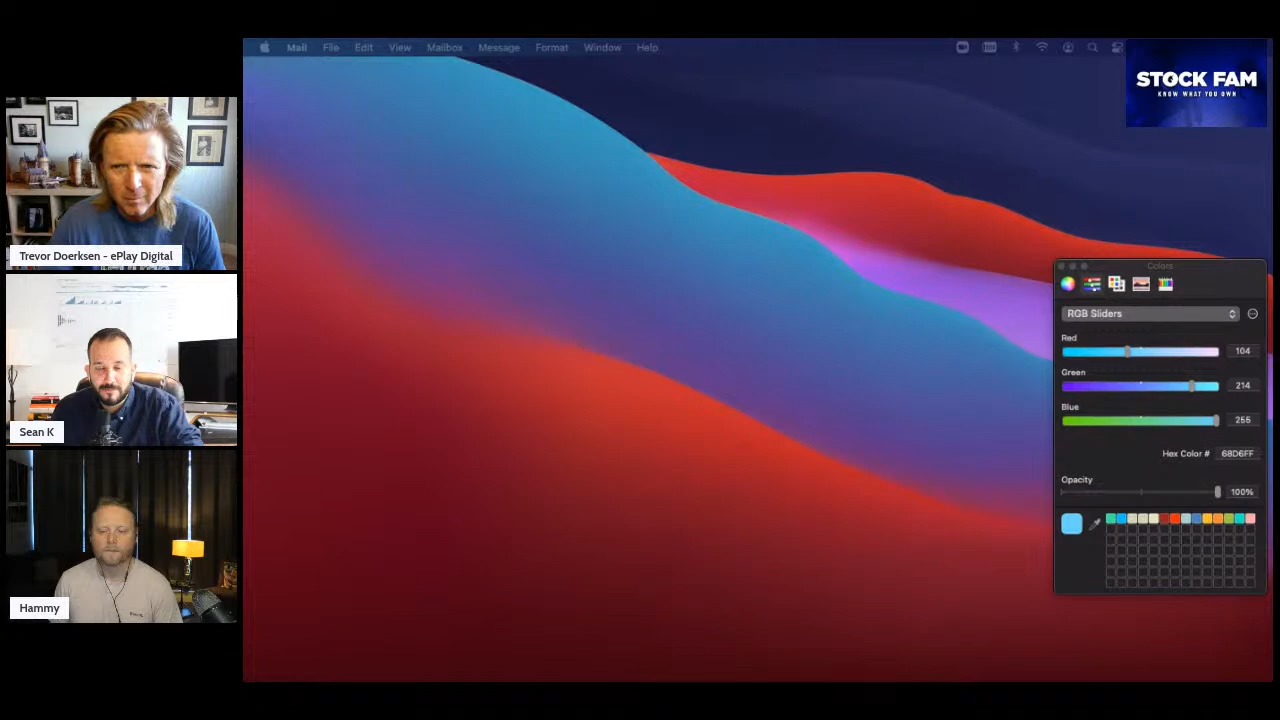 Mail File Edit View Mailbox Message Format Window Help
STOCK FAM
KNOW WHAT YOU OWN
Trevor Doerksen - ePlay Digital
Sean K
Hammy
Colors
RGB Sliders
Red
104
Green
214
Blue
255
Hex Color # 68D6FF
Opacity
100%